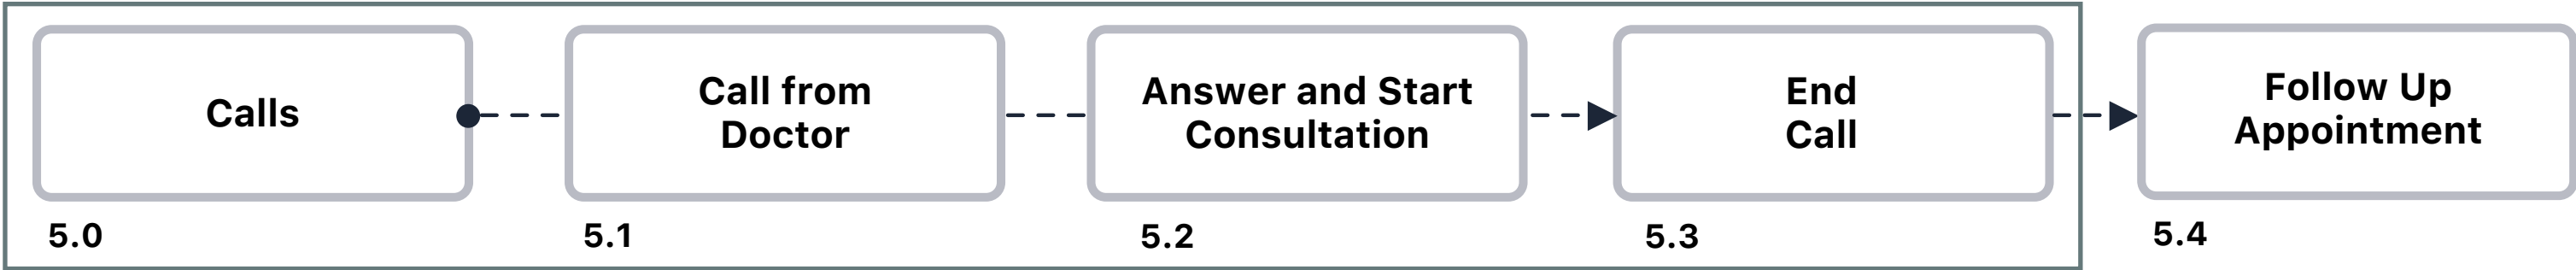 Calls
5.0
Call from
Doctor
5.1
Answer and Start
Consultation
5.2
End
Call
5.3
Follow Up
Appointment
5.4